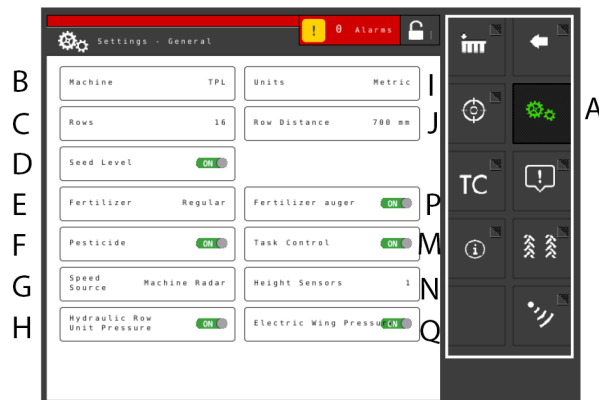 Settings - General
! 0 Alarms
B Machine TPL Units Metric I
C Rows 16 Row Distance 700 mm J
D Seed Level ON
E Fertilizer Regular Fertilizer auger ON P
F Pesticide ON Task Control ON M
G Speed Source Machine Radar Height Sensors 1 N
H Hydraulic Row Unit Pressure ON Electric Wing Pressu ON Q
A
TC
!
i